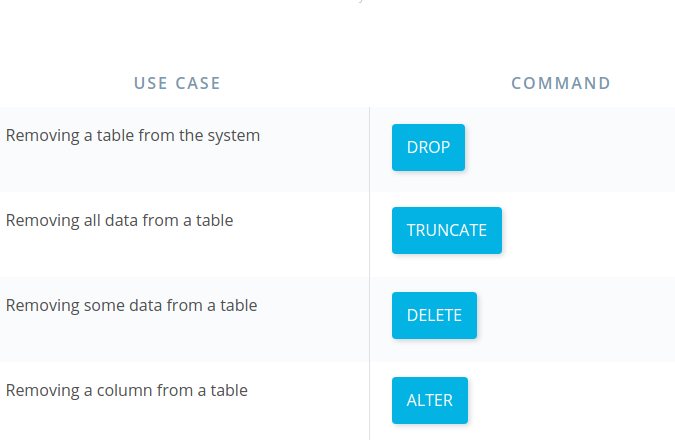 USE CASE COMMAND
Removing a table from the system DROP
Removing all data from a table TRUNCATE
Removing some data from a table DELETE
Removing a column from a table ALTER